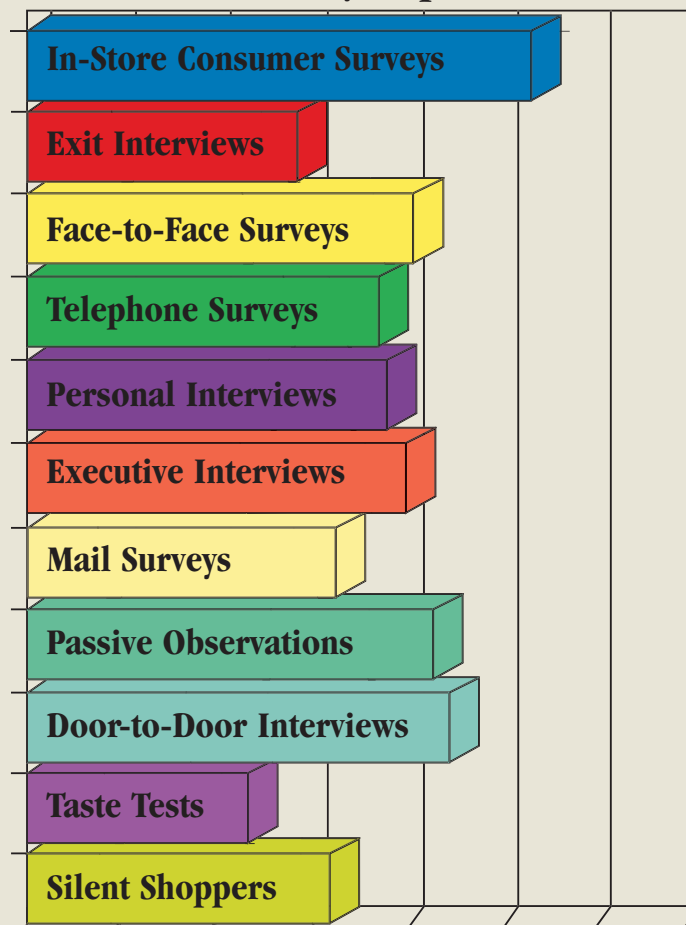 In-Store Consumer Surveys
Exit Interviews
Face-to-Face Surveys
Telephone Surveys
Personal Interviews
Executive Interviews
Mail Surveys
Passive Observations
Door-to-Door Interviews
Taste Tests
Silent Shoppers